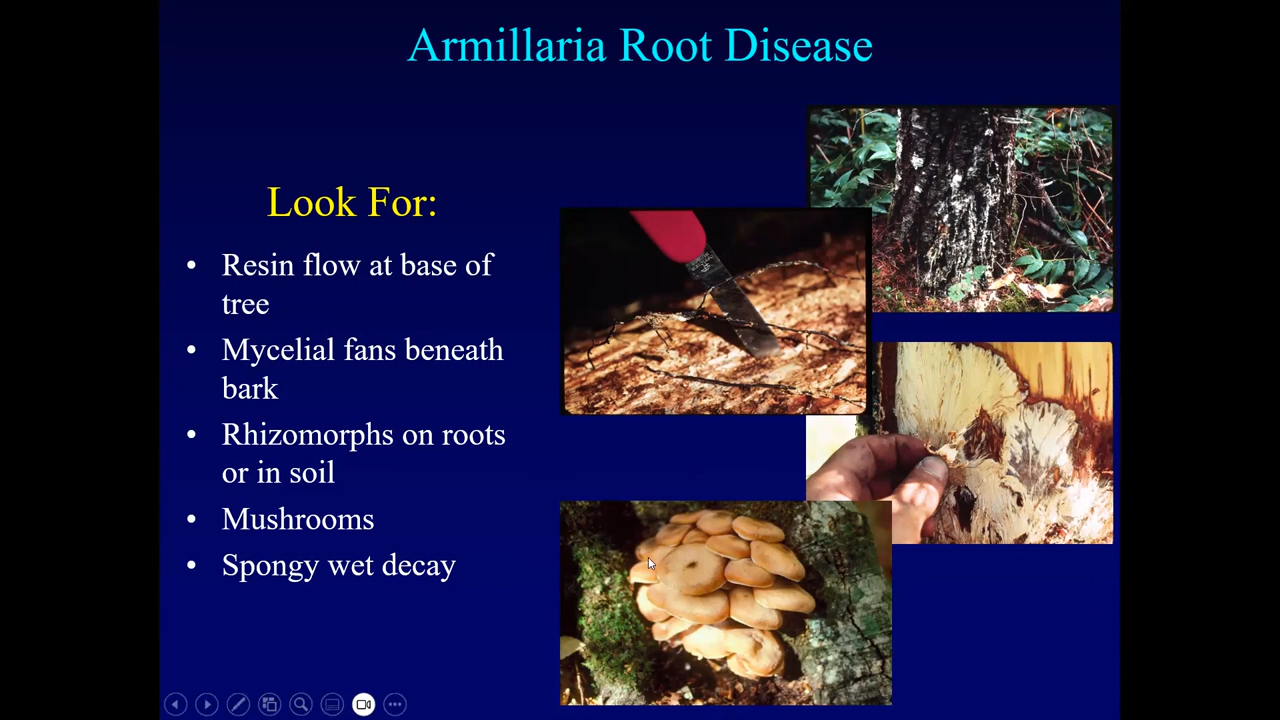 Armillaria Root Disease
Look For:
• Resin flow at base of
tree
• Mycelial fans beneath
bark
• Rhizomorphs on roots
or in soil
• Mushrooms
• Spongy wet decay